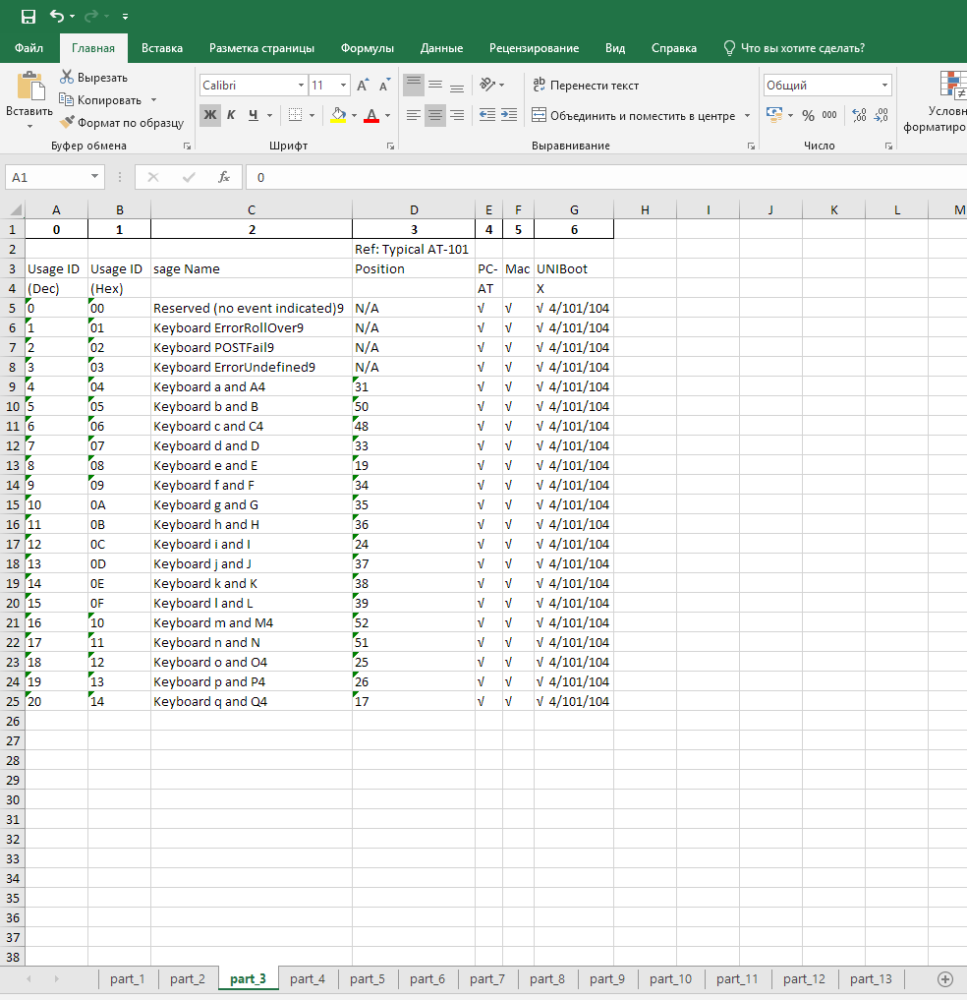 Файл Главная Вставка Разметка страницы Формулы Данные Рецензирование Вид Справка Что вы хотите сделать?
Вставить
Вырезать
Копировать
Формат по образцу
Буфер обмена
Calibri 11
Ж К Ч
Шрифт
Перенести текст
Объединить и поместить в центре
Выравнивание
Общий
% 000
Число
Условн
форматиро
A1 fx 0
A B C D E F G H I J K L M
1 0 1 2 3 4 5 6
2 Ref: Typical AT-101
3 Usage ID Usage ID sage Name Position PC- Mac UNIBoot
4 (Dec) (Hex) AT X
5 0 00 Reserved (no event indicated)9 N/A √ √ √ 4/101/104
6 1 01 Keyboard ErrorRollOver9 N/A √ √ √ 4/101/104
7 2 02 Keyboard POSTFail9 N/A √ √ √ 4/101/104
8 3 03 Keyboard ErrorUndefined9 N/A √ √ √ 4/101/104
9 4 04 Keyboard a and A4 31 √ √ √ 4/101/104
10 5 05 Keyboard b and B 50 √ √ √ 4/101/104
11 6 06 Keyboard c and C4 48 √ √ √ 4/101/104
12 7 07 Keyboard d and D 33 √ √ √ 4/101/104
13 8 08 Keyboard e and E 19 √ √ √ 4/101/104
14 9 09 Keyboard f and F 34 √ √ √ 4/101/104
15 10 0A Keyboard g and G 35 √ √ √ 4/101/104
16 11 0B Keyboard h and H 36 √ √ √ 4/101/104
17 12 0C Keyboard i and I 24 √ √ √ 4/101/104
18 13 0D Keyboard j and J 37 √ √ √ 4/101/104
19 14 0E Keyboard k and K 38 √ √ √ 4/101/104
20 15 0F Keyboard l and L 39 √ √ √ 4/101/104
21 16 10 Keyboard m and M4 52 √ √ √ 4/101/104
22 17 11 Keyboard n and N 51 √ √ √ 4/101/104
23 18 12 Keyboard o and O4 25 √ √ √ 4/101/104
24 19 13 Keyboard p and P4 26 √ √ √ 4/101/104
25 20 14 Keyboard q and Q4 17 √ √ √ 4/101/104
26
27
28
29
30
31
32
33
34
35
36
37
38
part_1 part_2 part_3 part_4 part_5 part_6 part_7 part_8 part_9 part_10 part_11 part_12 part_13